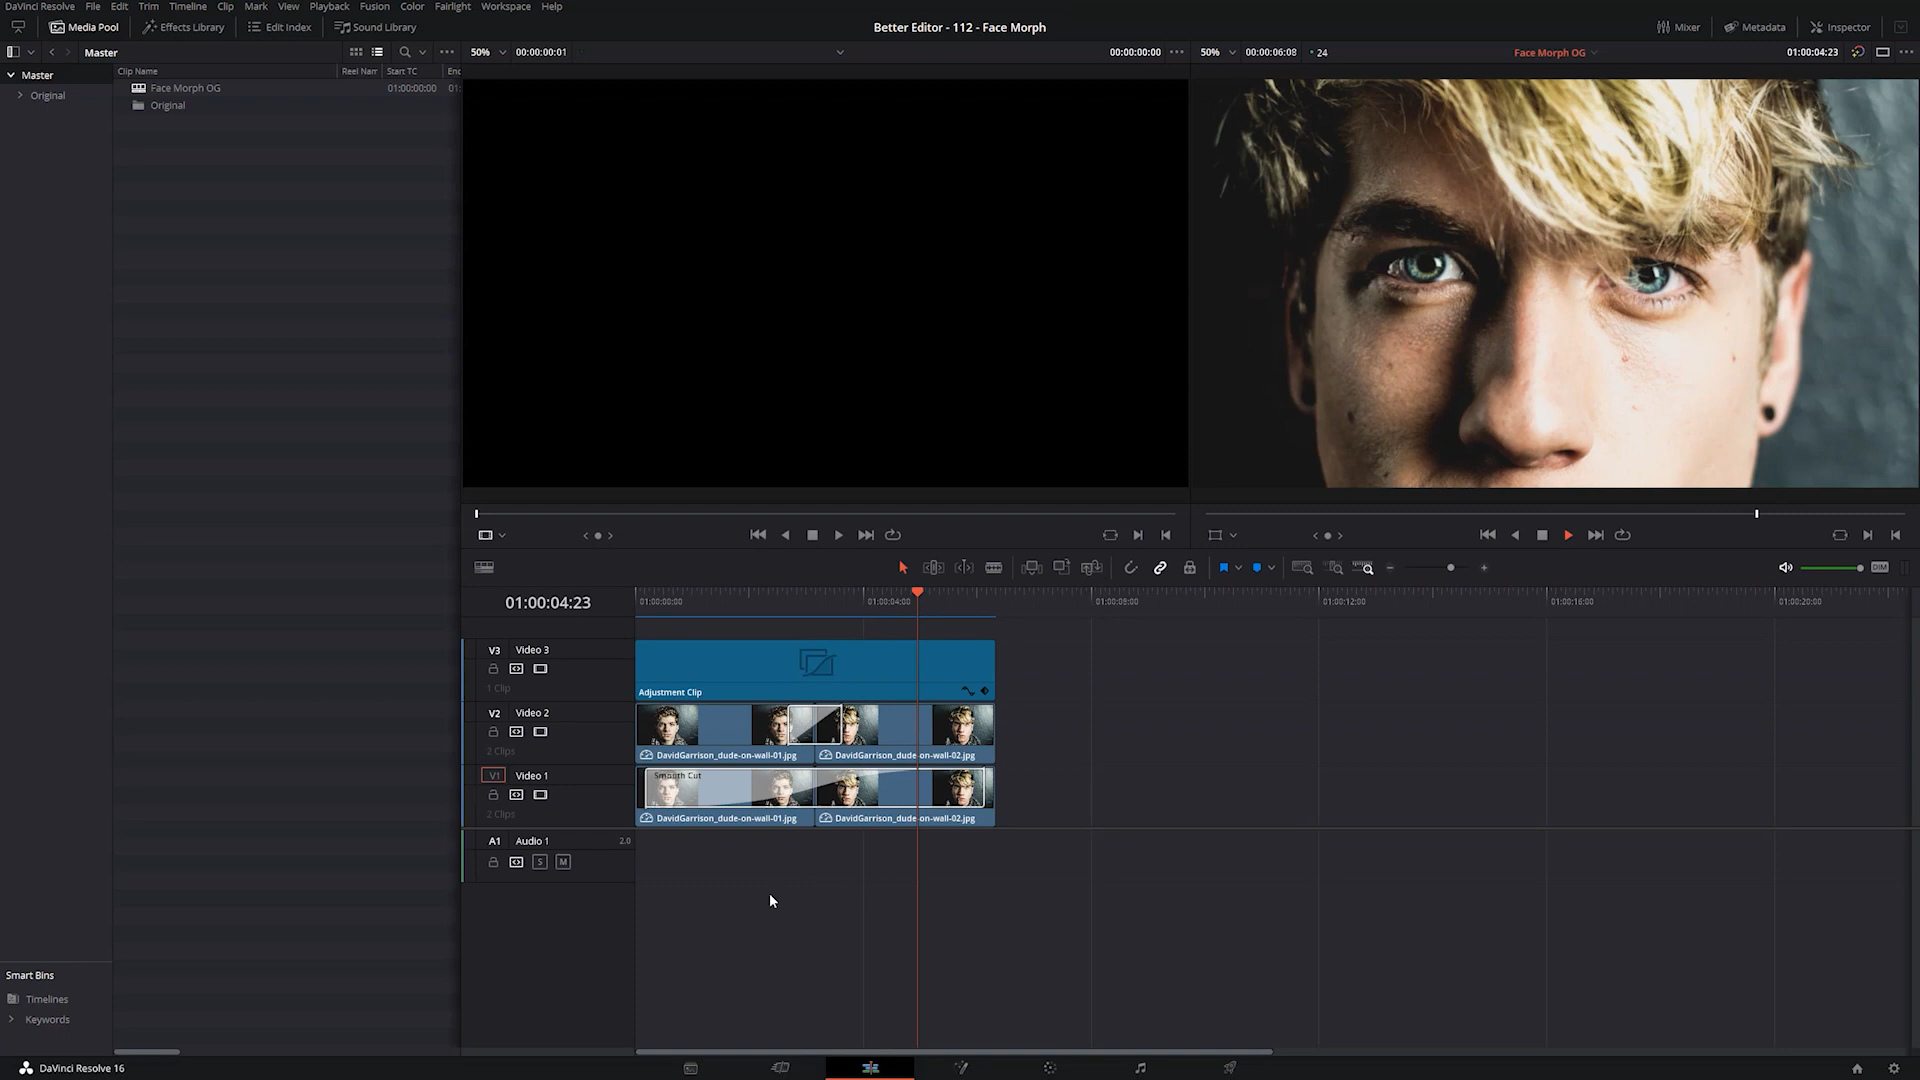 DaVinci Resolve File Edit Trim Timeline Clip Mark View Playback Fusion Color Fairlight Workspace Help
Media Pool Effects Library Edit Index Sound Library Better Editor - 112 - Face Morph Mixer Metadata Inspector
Master 50% 00:00:00:01 00:00:00:00 50% 00:00:06:08 24 Face Morph OG 01:00:04:23
Master Clip Name Reel Nam Start TC Enc
Face Morph OG 01:00:00:00 01:
Original Original
01:00:04:23 01:00:00:00 01:00:04:00 01:00:08:00 01:00:12:00 01:00:16:00 01:00:20:00
DIM
V3 Video 3
1 Clip
Adjustment Clip
V2 Video 2
2 Clips
DavidGarrison_dude-on-wall-01.jpg DavidGarrison_dude-on-wall-02.jpg
V1 Video 1
Smooth Cut
2 Clips
DavidGarrison_dude-on-wall-01.jpg DavidGarrison_dude-on-wall-02.jpg
A1 Audio 1 2.0
S M
Smart Bins
Timelines
Keywords
DaVinci Resolve 16